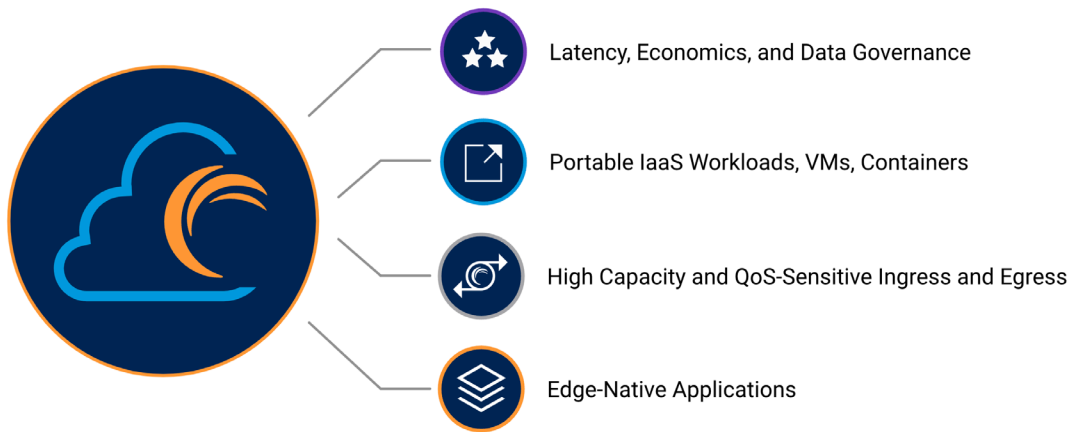 Latency, Economics, and Data Governance
Portable IaaS Workloads, VMs, Containers
High Capacity and QoS-Sensitive Ingress and Egress
Edge-Native Applications